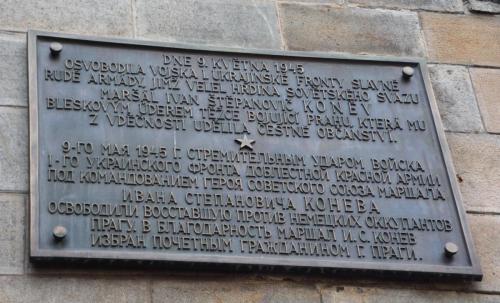 DNE 9. KVĚTNA 1945
OSVOBODILA VOJSKA 1. UKRAJINSKÉ FRONTY SLAVNÉ
RUDÉ ARMÁDY, JIMŽ VELEL HRDINA SOVĚTSKÉHO SVAZU
MARŠÁL IVAN STĚPANOVIČ KONĚV
BLESKOVÝM ÚDEREM TĚŽCE BOJUJÍCÍ PRAHU, KTERÁ MU
Z VDĚČNOSTI UDĚLILA ČESTNÉ OBČANSTVÍ.
9-ГО МАЯ 1945 Г. СТРЕМИТЕЛЬНЫМ УДАРОМ ВОЙСКА
1-ГО УКРАИНСКОГО ФРОНТА ДОБЛЕСТНОЙ КРАСНОЙ АРМИИ
ПОД КОМАНДОВАНИЕМ ГЕРОЯ СОВЕТСКОГО СОЮЗА МАРШАЛА
ИВАНА СТЕПАНОВИЧА КОНЕВА
ОСВОБОДИЛИ ВОССТАВШУЮ ПРОТИВ НЕМЕЦКИХ ОККУПАНТОВ
ПРАГУ. В БЛАГОДАРНОСТЬ МАРШАЛ И. С. КОНЕВ
ИЗБРАН ПОЧЕТНЫМ ГРАЖДАНИНОМ Г. ПРАГИ.